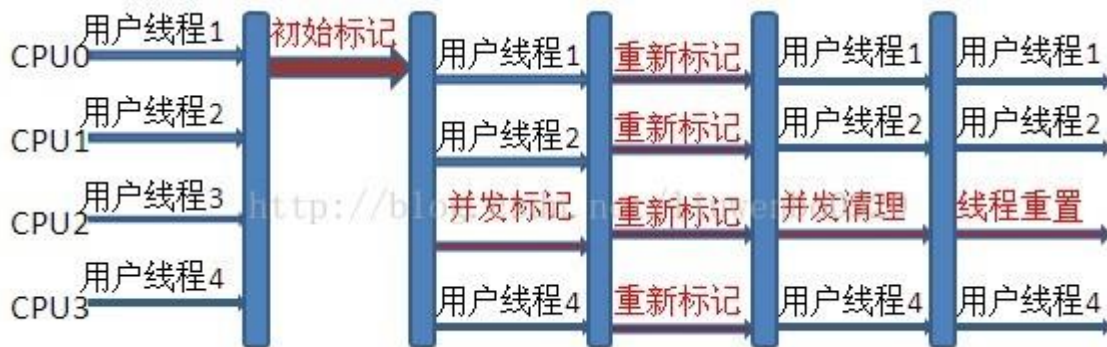 用户线程1 初始标记
CPU0 用户线程1 重新标记 用户线程1 用户线程1
用户线程2
CPU1 用户线程2 重新标记 用户线程2 用户线程2
用户线程3
CPU2 并发标记 重新标记 并发清理 线程重置
http://blog.
用户线程4
CPU3 用户线程4 重新标记 用户线程4 用户线程4